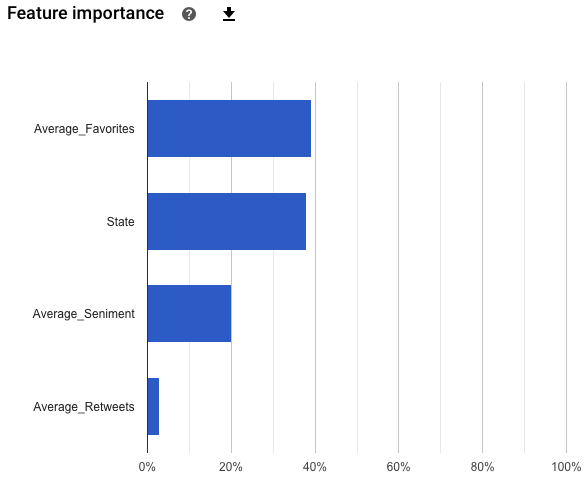 Feature importance ?
Average_Favorites
State
Average_Seniment
Average_Retweets
0% 20% 40% 60% 80% 100%